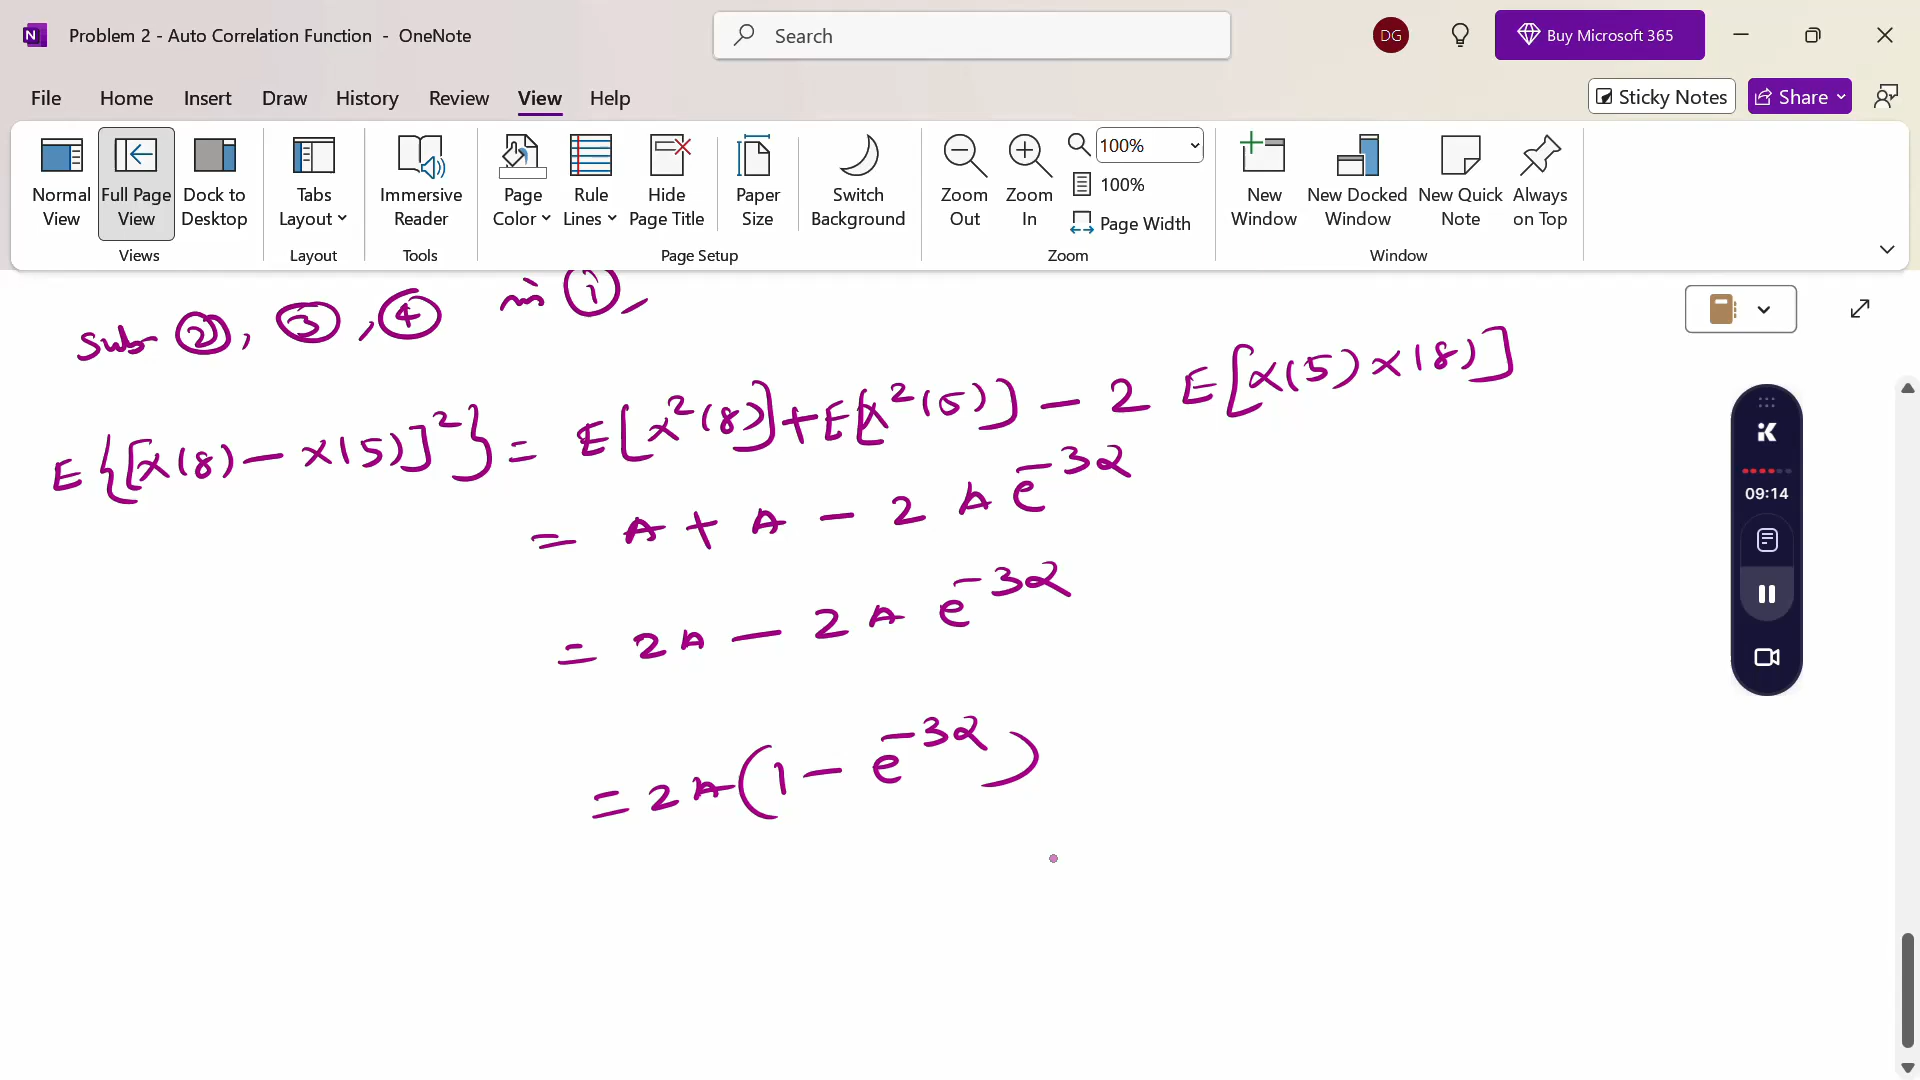 Problem 2 - Auto Correlation Function - OneNote
Search
DG
Buy Microsoft 365
File Home Insert Draw History Review View Help
Sticky Notes
Share
Normal View
Full Page View
Dock to Desktop
Tabs Layout
Immersive Reader
Page Color
Rule Lines
Hide Page Title
Paper Size
Switch Background
Zoom Out
Zoom In
100%
100%
Page Width
New Window
New Docked Window
New Quick Note
Always on Top
Views Layout Tools Page Setup Zoom Window
Sub ②, ③, ④ in ①,
E{[X(8) - X(5)]²} = E[X²(8)] + E[X²(5)] - 2 E[X(5) X(8)]
= A + A - 2 A e^{-3α}
= 2A - 2A e^{-3α}
= 2A(1 - e^{-3α})
09:14